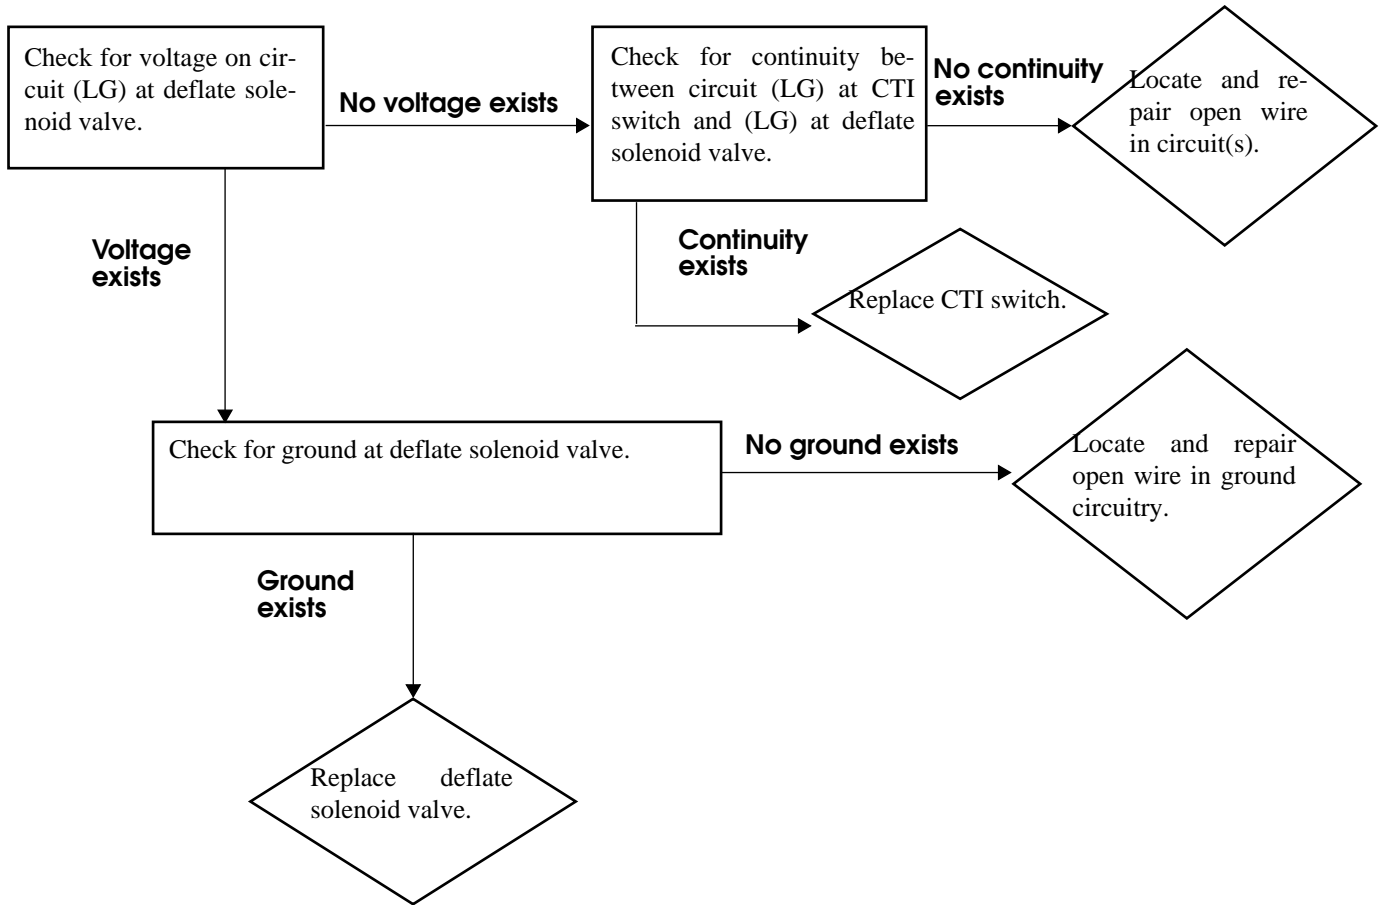 Check for voltage on cir-
cuit (LG) at deflate sole-
noid valve.
No voltage exists
Check for continuity be-
tween circuit (LG) at CTI
switch and (LG) at deflate
solenoid valve.
No continuity
exists
Locate and re-
pair open wire
in circuit(s).
Voltage
exists
Continuity
exists
Replace CTI switch.
Check for ground at deflate solenoid valve.
No ground exists
Locate and repair
open wire in ground
circuitry.
Ground
exists
Replace deflate
solenoid valve.